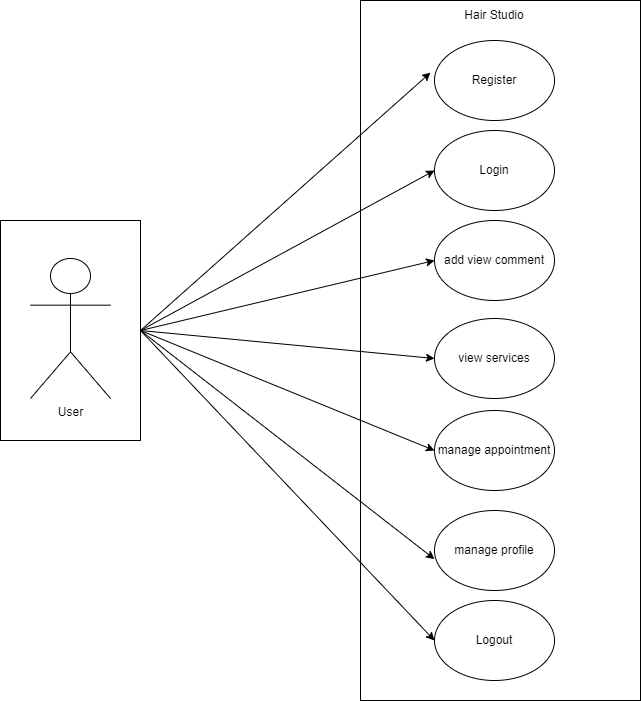 Hair Studio
Register
Login
add view comment
view services
manage appointment
manage profile
Logout
User